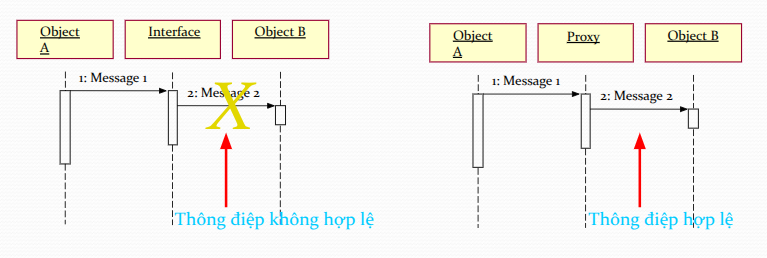 Object
A
Interface
Object B
1: Message 1
2: Message 2
X
Thông điệp không hợp lệ
Object
A
Proxy
Object B
1: Message 1
2: Message 2
Thông điệp hợp lệ